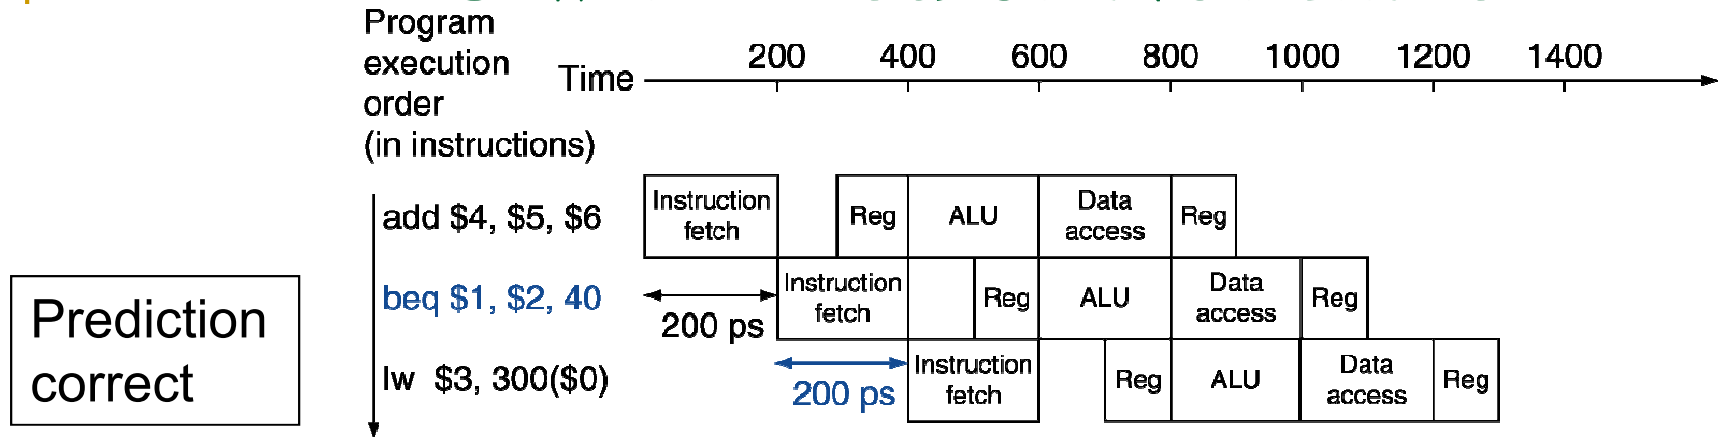 Program
execution
order
(in instructions)
Time
200 400 600 800 1000 1200 1400
add $4, $5, $6
Instruction
fetch
Reg
ALU
Data
access
Reg
beq $1, $2, 40
200 ps
Instruction
fetch
Reg
ALU
Data
access
Reg
lw $3, 300($0)
200 ps
Instruction
fetch
Reg
ALU
Data
access
Reg
Prediction
correct